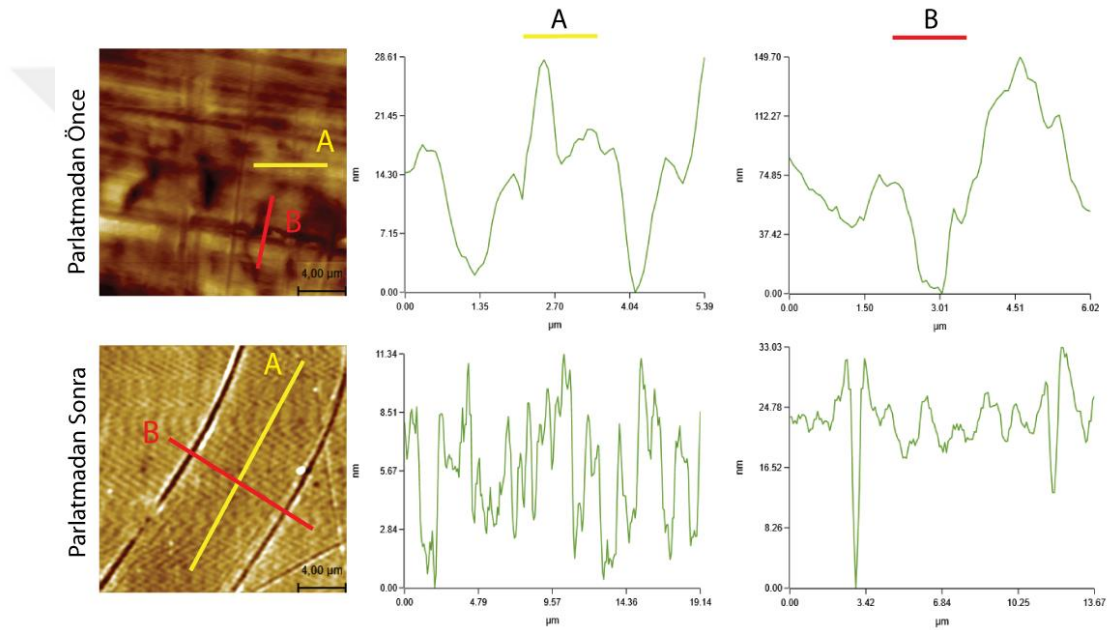 A
B
Parlatmadan Önce
A
B
4,00 µm
28.61
21.45
14.30
7.15
0.00
nm
0.00 1.35 2.70 4.04 5.39
µm
149.70
112.27
74.85
37.42
0.00
nm
0.00 1.50 3.01 4.51 6.02
µm
Parlatmadan Sonra
A
B
4,00 µm
11.34
8.51
5.67
2.84
0.00
nm
0.00 4.79 9.57 14.36 19.14
µm
33.03
24.78
16.52
8.26
0.00
nm
0.00 3.42 6.84 10.25 13.67
µm